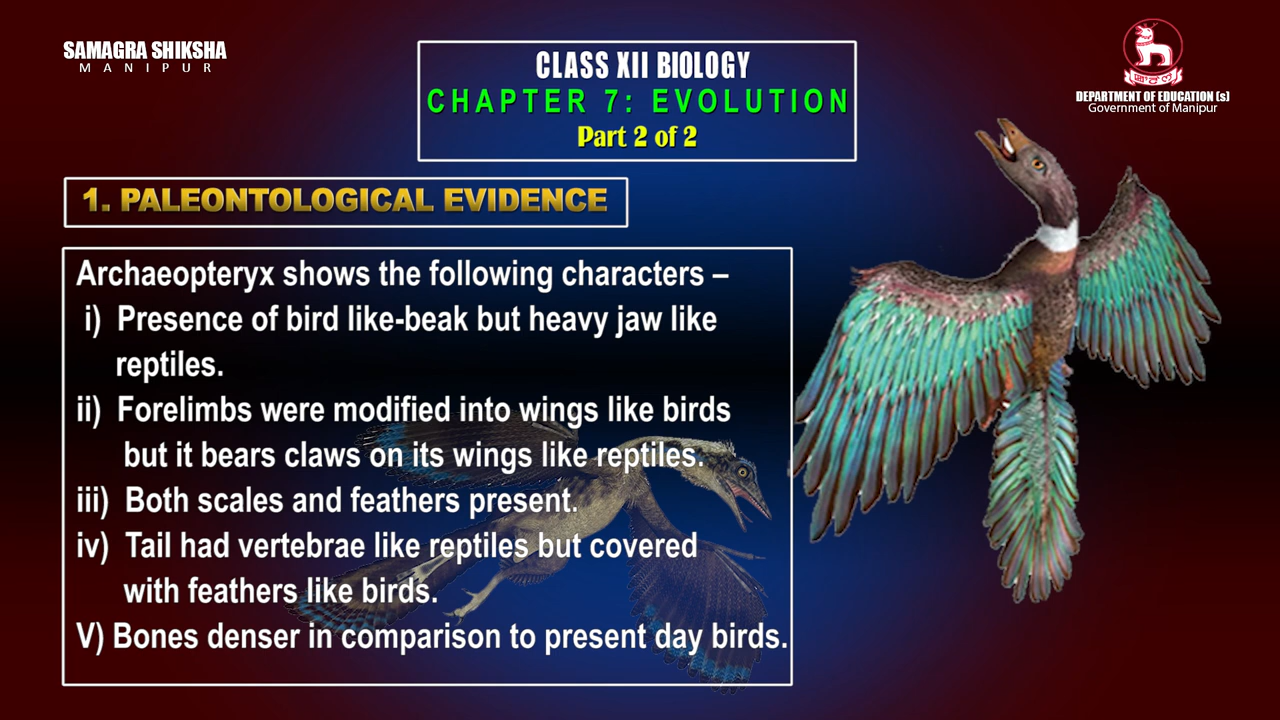 SAMAGRA SHIKSHA
MANIPUR
CLASS XII BIOLOGY
CHAPTER 7: EVOLUTION
Part 2 of 2
DEPARTMENT OF EDUCATION (s)
Government of Manipur
1. PALEONTOLOGICAL EVIDENCE
Archaeopteryx shows the following characters –
i) Presence of bird like-beak but heavy jaw like
reptiles.
ii) Forelimbs were modified into wings like birds
but it bears claws on its wings like reptiles.
iii) Both scales and feathers present.
iv) Tail had vertebrae like reptiles but covered
with feathers like birds.
V) Bones denser in comparison to present day birds.